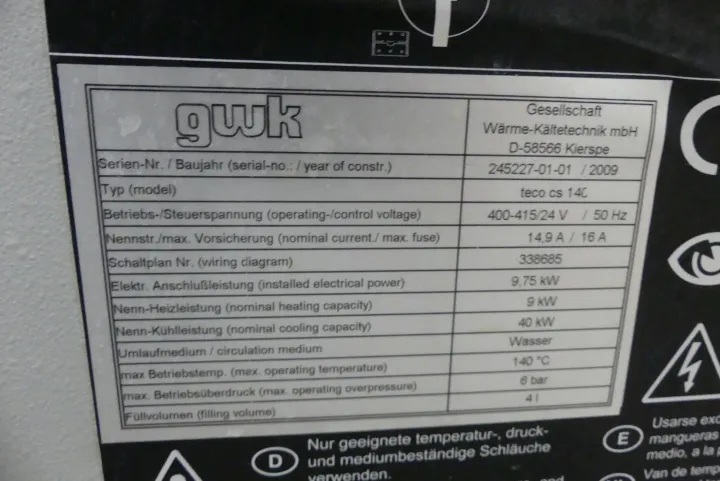 gwk
Gesellschaft
Wärme-Kältetechnik mbH
D-58566 Kierspe
Serien-Nr. / Baujahr (serial-no.: / year of constr.) 245227-01-01 / 2009
Typ (model) teco cs 140
Betriebs-/Steuerspannung (operating-/control voltage) 400-415/24 V / 50 Hz
Nennstr./max. Vorsicherung (nominal current./ max. fuse) 14,9 A / 16 A
Schaltplan Nr. (wiring diagram) 338685
Elektr. Anschlußleistung (installed electrical power) 9,75 kW
Nenn-Heizleistung (nominal heating capacity) 9 kW
Nenn-Kühlleistung (nominal cooling capacity) 40 kW
Umlaufmedium / circulation medium Wasser
max Betriebstemp. (max. operating temperature) 140 °C
max. Betriebsüberdruck (max. operating overpressure) 6 bar
Füllvolumen (filling volume) 4 l
D Nur geeignete temperatur-, druck-
und mediumbeständige Schläuche
verwenden.
E Usarse exc
mangueras
medio, a la p
Van de temp